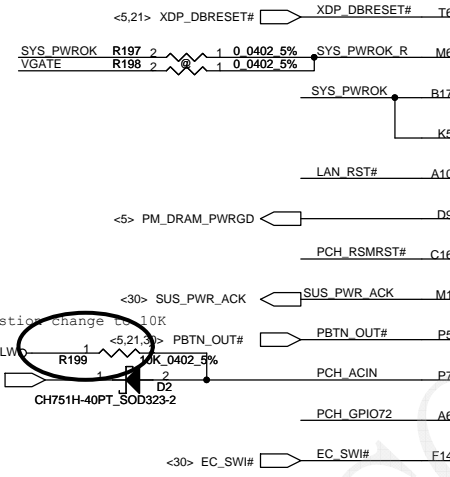 <5,21> XDP_DBRESET# XDP_DBRESET# T6
SYS_PWROK R197 2 1 0_0402_5% SYS_PWROK_R M6
VGATE R198 2 @ 1 0_0402_5%
SYS_PWROK B17
K5
LAN_RST# A10
<5> PM_DRAM_PWRGD D9
PCH_RSMRST# C16
<30> SUS_PWR_ACK SUS_PWR_ACK M1
stion change to 10K
<5,21,30> PBTN_OUT# PBTN_OUT# P5
LW 1
R199 10K_0402_5%
1 2 PCH_ACIN P7
D2
CH751H-40PT_SOD323-2
PCH_GPIO72 A6
<30> EC_SWI# EC_SWI# F14